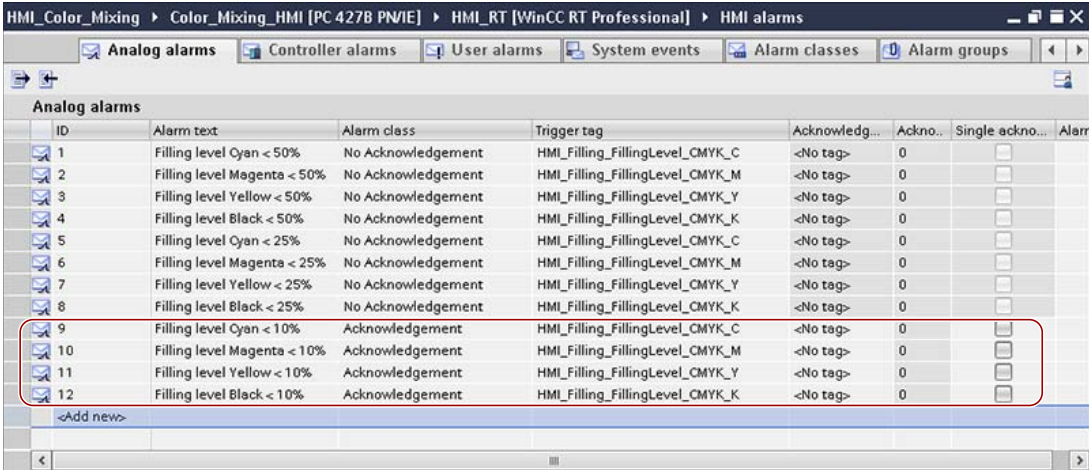 HMI_Color_Mixing ▸ Color_Mixing_HMI [PC 427B PN/IE] ▸ HMI_RT [WinCC RT Professional] ▸ HMI alarms
Analog alarms Controller alarms User alarms System events Alarm classes Alarm groups
Analog alarms
ID Alarm text Alarm class Trigger tag Acknowledg... Ackno.. Single ackno... Alarr
1 Filling level Cyan < 50% No Acknowledgement HMI_Filling_FillingLevel_CMYK_C <No tag> 0
2 Filling level Magenta < 50% No Acknowledgement HMI_Filling_FillingLevel_CMYK_M <No tag> 0
3 Filling level Yellow < 50% No Acknowledgement HMI_Filling_FillingLevel_CMYK_Y <No tag> 0
4 Filling level Black < 50% No Acknowledgement HMI_Filling_FillingLevel_CMYK_K <No tag> 0
5 Filling level Cyan < 25% No Acknowledgement HMI_Filling_FillingLevel_CMYK_C <No tag> 0
6 Filling level Magenta < 25% No Acknowledgement HMI_Filling_FillingLevel_CMYK_M <No tag> 0
7 Filling level Yellow < 25% No Acknowledgement HMI_Filling_FillingLevel_CMYK_Y <No tag> 0
8 Filling level Black < 25% No Acknowledgement HMI_Filling_FillingLevel_CMYK_K <No tag> 0
9 Filling level Cyan < 10% Acknowledgement HMI_Filling_FillingLevel_CMYK_C <No tag> 0
10 Filling level Magenta < 10% Acknowledgement HMI_Filling_FillingLevel_CMYK_M <No tag> 0
11 Filling level Yellow < 10% Acknowledgement HMI_Filling_FillingLevel_CMYK_Y <No tag> 0
12 Filling level Black < 10% Acknowledgement HMI_Filling_FillingLevel_CMYK_K <No tag> 0
<Add new>